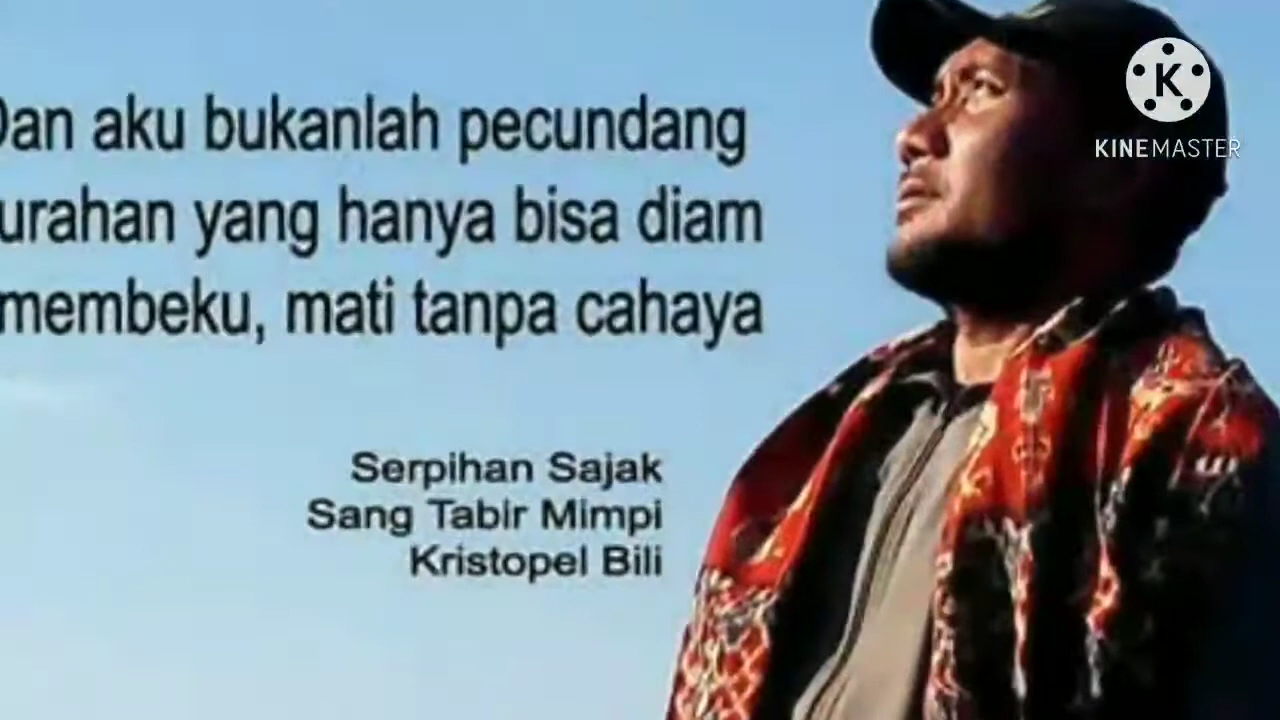 Dan aku bukanlah pecundang
urahan yang hanya bisa diam
membeku, mati tanpa cahaya
Serpihan Sajak
Sang Tabir Mimpi
Kristopel Bili
K
KINEMASTER